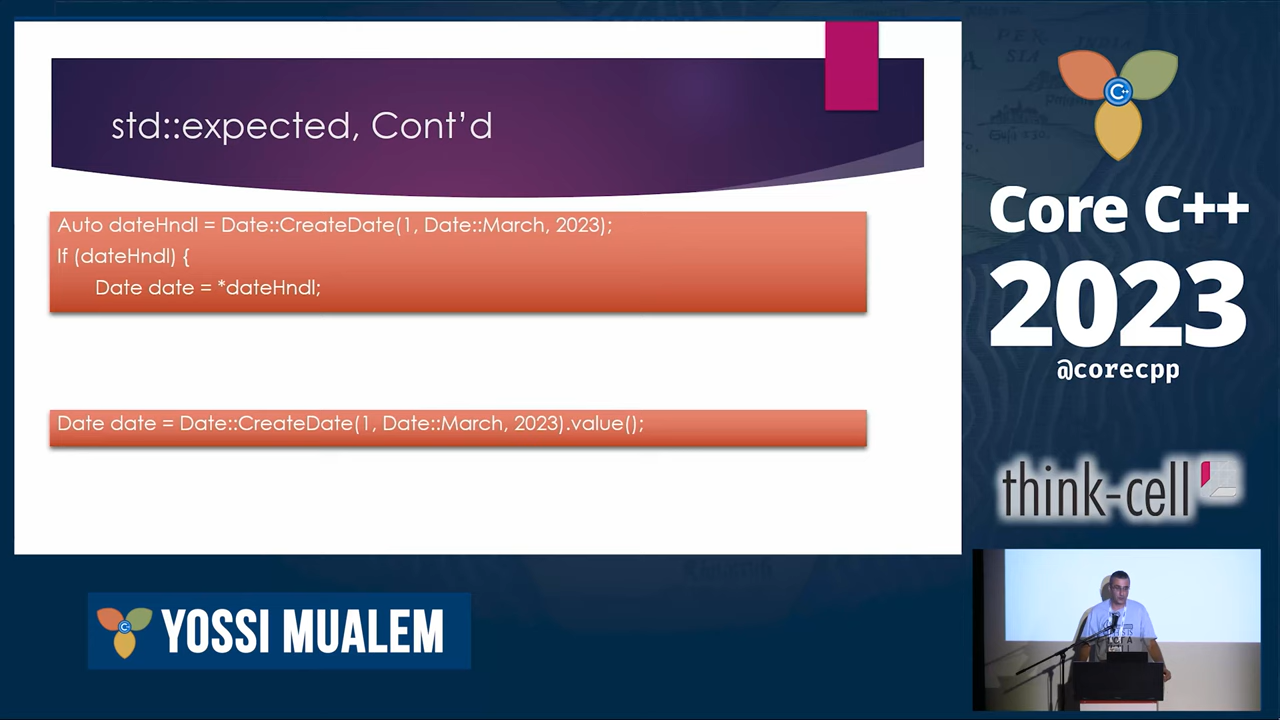 std::expected, Cont’d
Auto dateHndl = Date::CreateDate(1, Date::March, 2023);
If (dateHndl) {
Date date = *dateHndl;
Date date = Date::CreateDate(1, Date::March, 2023).value();
C++
Core C++
2023
@corecpp
think-cell
YOSSI MUALEM